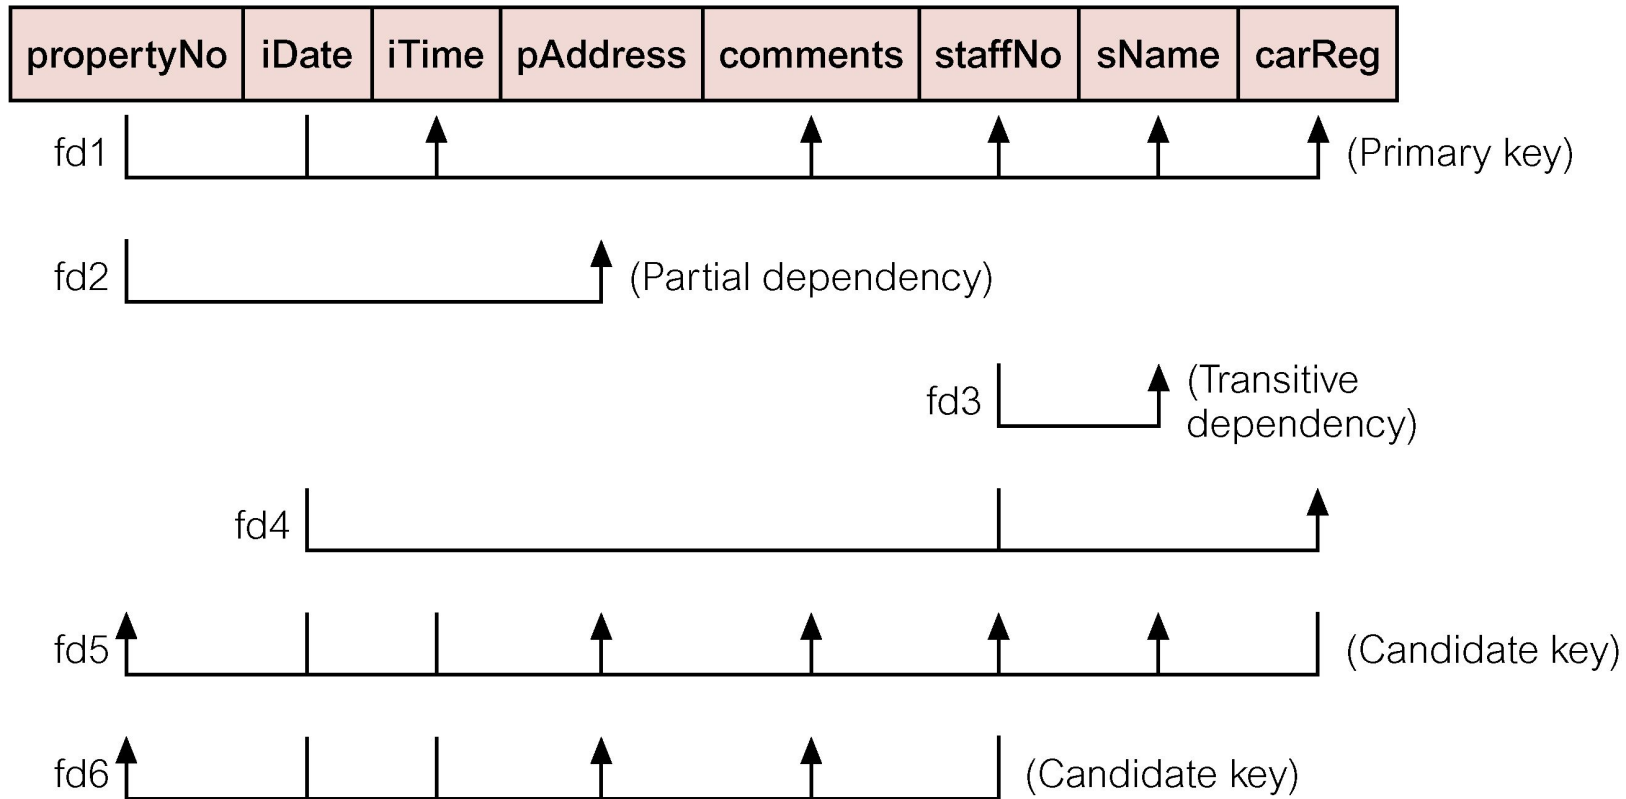 propertyNo iDate iTime pAddress comments staffNo sName carReg
fd1 (Primary key)
fd2 (Partial dependency)
fd3 (Transitive
dependency)
fd4
fd5 (Candidate key)
fd6 (Candidate key)